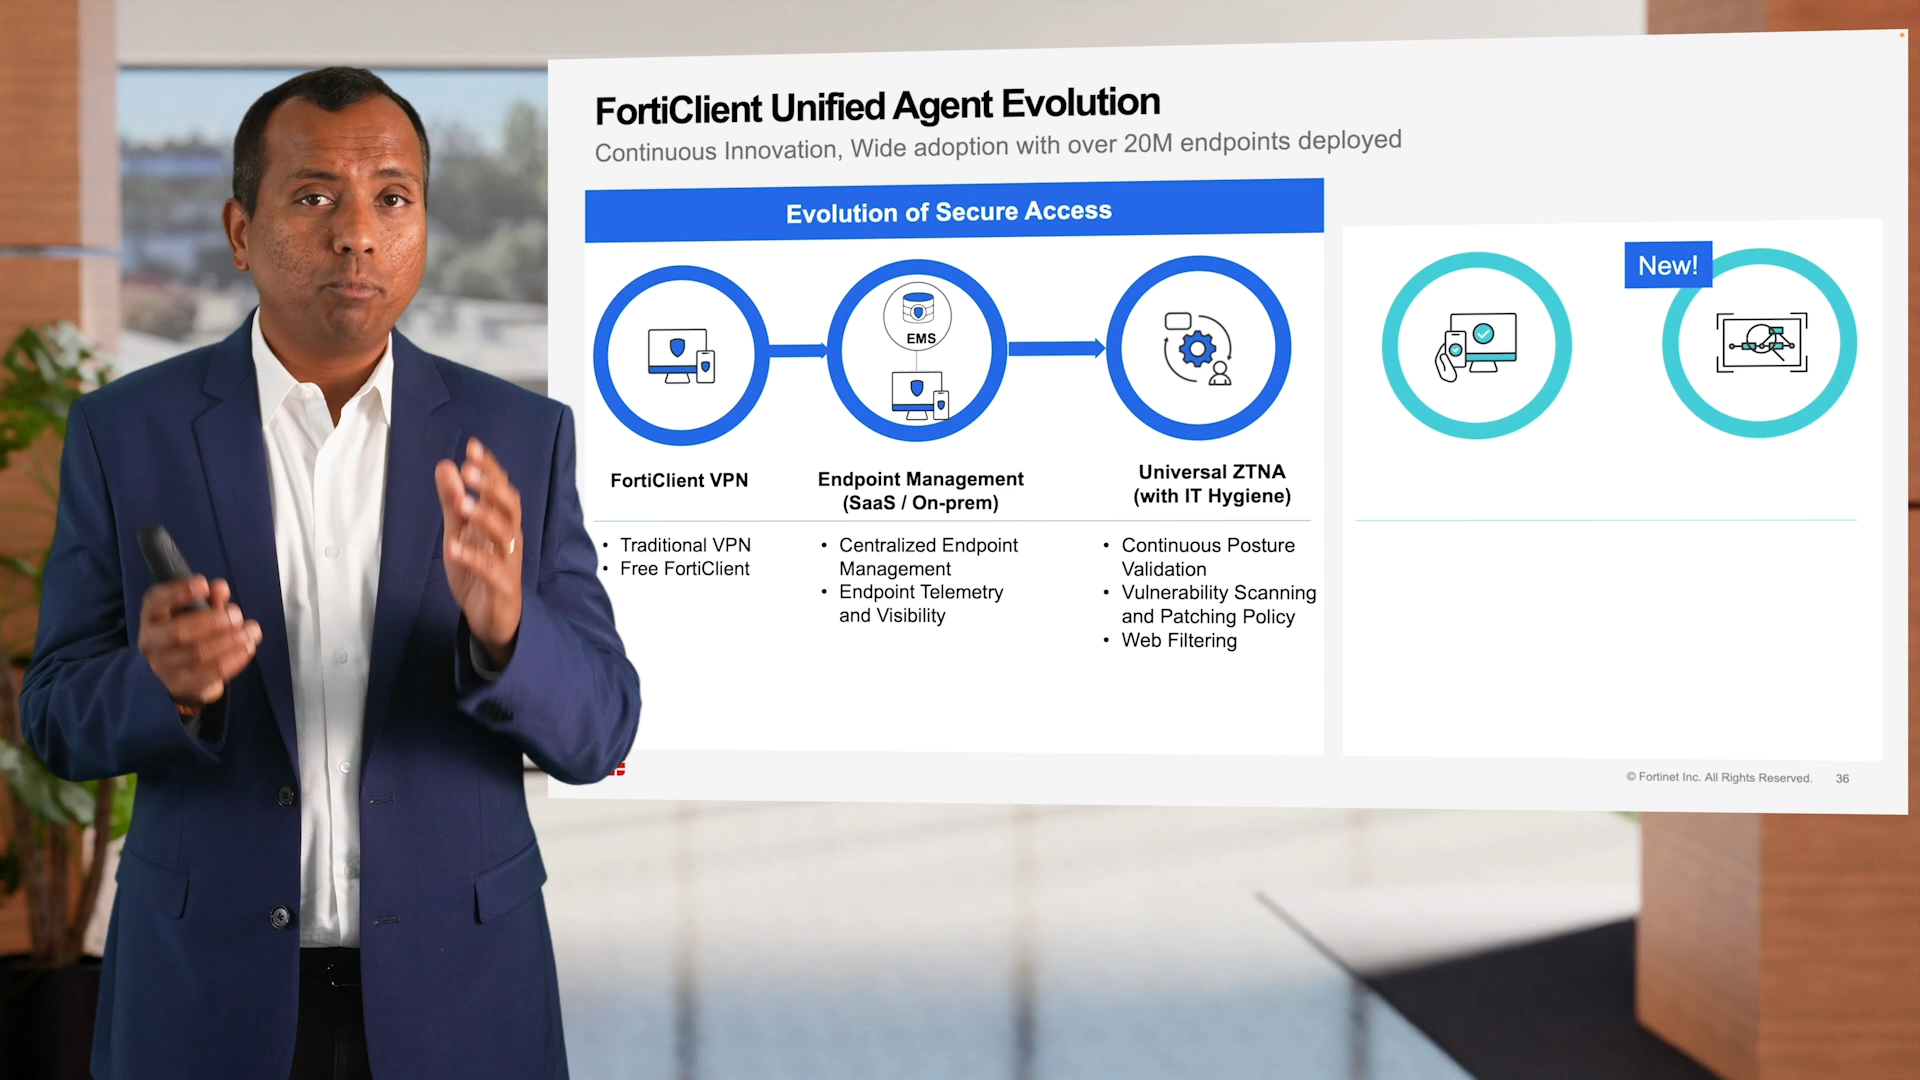 FortiClient Unified Agent Evolution
Continuous Innovation, Wide adoption with over 20M endpoints deployed
Evolution of Secure Access
New!
EMS
FortiClient VPN
Endpoint Management
(SaaS / On-prem)
Universal ZTNA
(with IT Hygiene)
• Traditional VPN
• Free FortiClient
• Centralized Endpoint
Management
• Endpoint Telemetry
and Visibility
• Continuous Posture
Validation
• Vulnerability Scanning
and Patching Policy
• Web Filtering
© Fortinet Inc. All Rights Reserved.
36